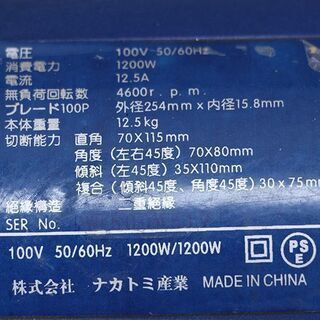 電圧 100V 50/60Hz
消費電力 1200W
電流 12.5A
無負荷回転数 4600r.p.m.
ブレード100P 外径254mm×内径15.8mm
本体重量 12.5kg
切断能力 直角 70X115mm
角度（左右45度）70X80mm
傾斜（左45度）35X110mm
複合（傾斜45度、角度45度）30x75mm
絶縁構造 二重絶縁
SER No.
100V 50/60Hz 1200W/1200W PSE
株式会社 ナカトミ産業 MADE IN CHINA